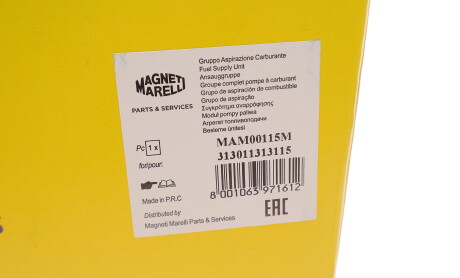 Gruppo Aspirazione Carburante
Fuel Supply Unit
Ansauggruppe
Groupe complet pompe à carburant
Grupo de aspiración de combustible
Grupo de aspiração
Συγκρότημα αναρρόφησης
Moduł pompy paliwa
Агрегат топливоподачи
Besleme ünitesi
MAGNETI
MARELLI
PARTS & SERVICES
Pc 1 x
for/pour:
MAM00115M
313011313115
8 001063 971612
Made in P.R.C
EAC
Distributed by
Magneti Marelli Parts & Services